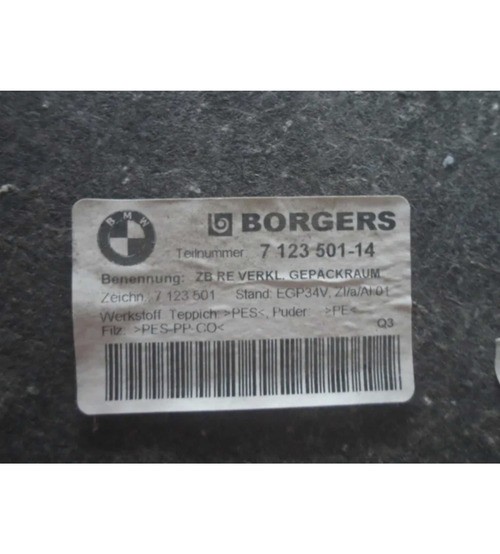 BMW
BORGERS
Teilnummer 7 123 501-14
Benennung: ZB RE VERKL, GEPACKRAUM
Zeichn. 7 123 501 Stand: EGP34V, ZI/a/AI 01
Werkstoff Teppich: >PES<, Puder: >PE<
Filz: >PES-PP-CO<
Q3